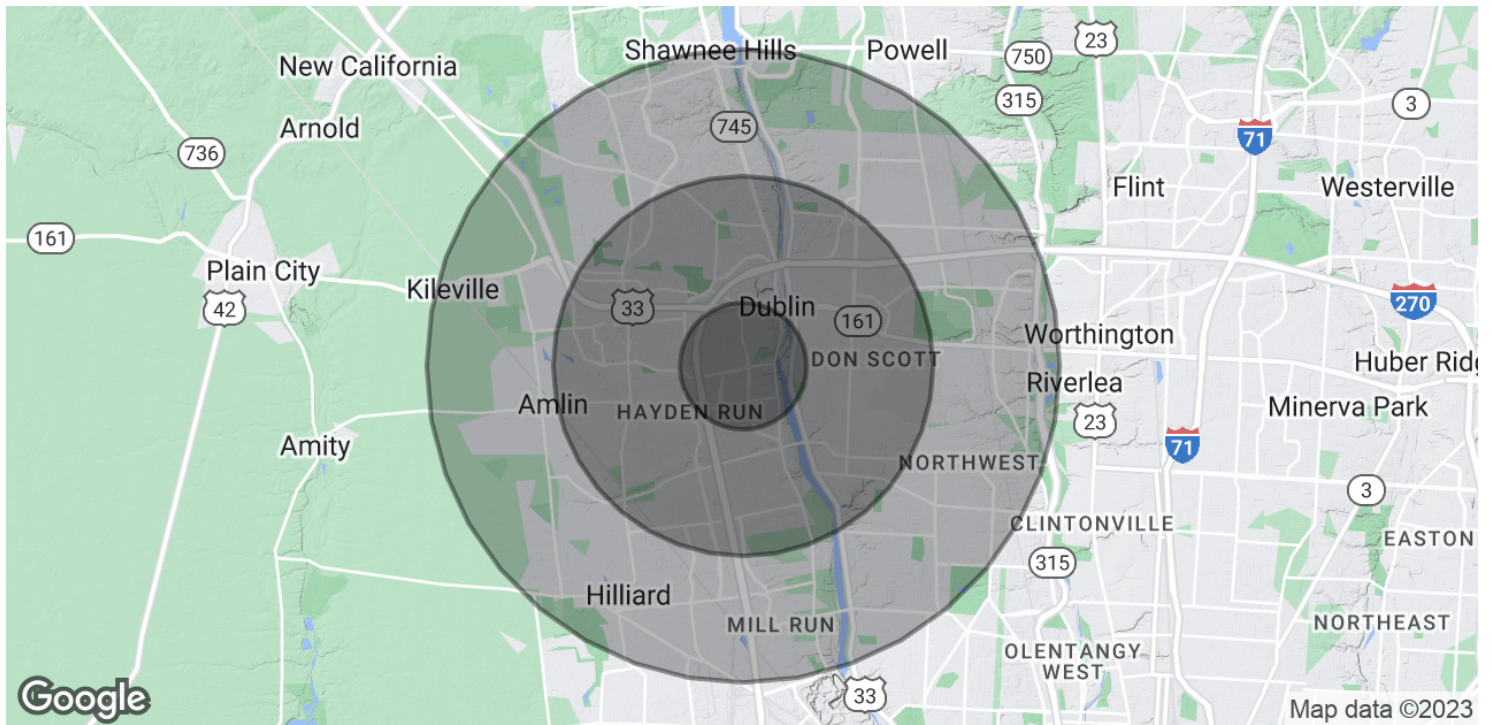 Shawnee Hills
Powell
23
750
New California
315
3
745
Arnold
71
736
Flint
Westerville
161
Plain City
Kileville
42
33
Dublin
161
270
Worthington
DON SCOTT
Huber Ridg
Riverlea
Amlin
HAYDEN RUN
23
Minerva Park
Amity
71
NORTHWEST
3
CLINTONVILLE
EASTON
315
Hilliard
MILL RUN
NORTHEAST
OLENTANGY
WEST
33
Google
Map data ©2023